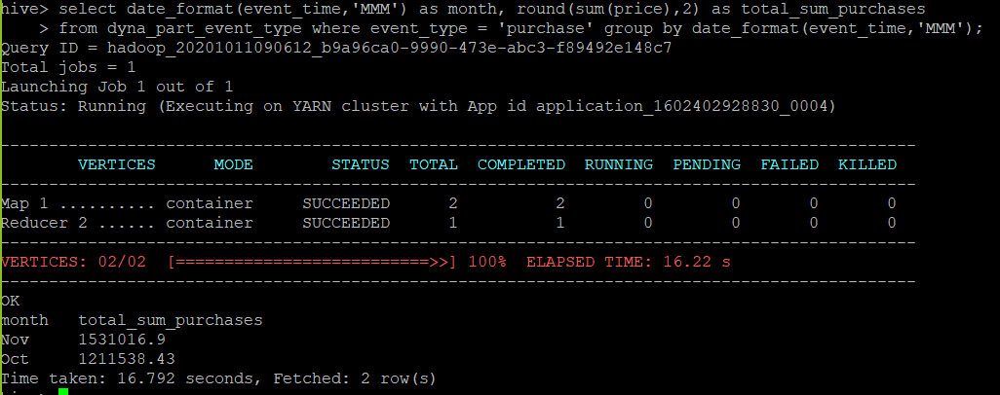 hive> select date_format(event_time,'MMM') as month, round(sum(price),2) as total_sum_purchases
    > from dyna_part_event_type where event_type = 'purchase' group by date_format(event_time,'MMM');
Query ID = hadoop_20201011090612_b9a96ca0-9990-473e-abc3-f89492e148c7
Total jobs = 1
Launching Job 1 out of 1
Status: Running (Executing on YARN cluster with App id application_1602402928830_0004)
----------------------------------------------------------------------------------------------
        VERTICES      MODE        STATUS  TOTAL  COMPLETED  RUNNING  PENDING  FAILED  KILLED
----------------------------------------------------------------------------------------------
Map 1 .......... container     SUCCEEDED      2          2        0        0       0       0
Reducer 2 ...... container     SUCCEEDED      1          1        0        0       0       0
----------------------------------------------------------------------------------------------
VERTICES: 02/02  [==========================>>] 100%  ELAPSED TIME: 16.22 s
----------------------------------------------------------------------------------------------
OK
month   total_sum_purchases
Nov     1531016.9
Oct     1211538.43
Time taken: 16.792 seconds, Fetched: 2 row(s)